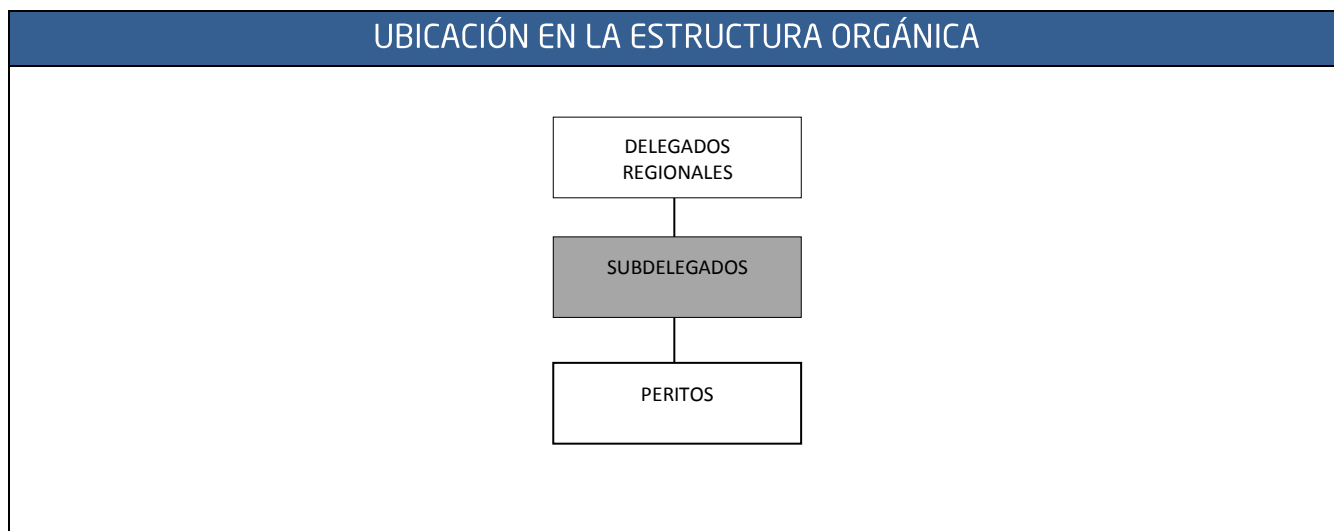 UBICACIÓN EN LA ESTRUCTURA ORGÁNICA
DELEGADOS
REGIONALES
SUBDELEGADOS
PERITOS